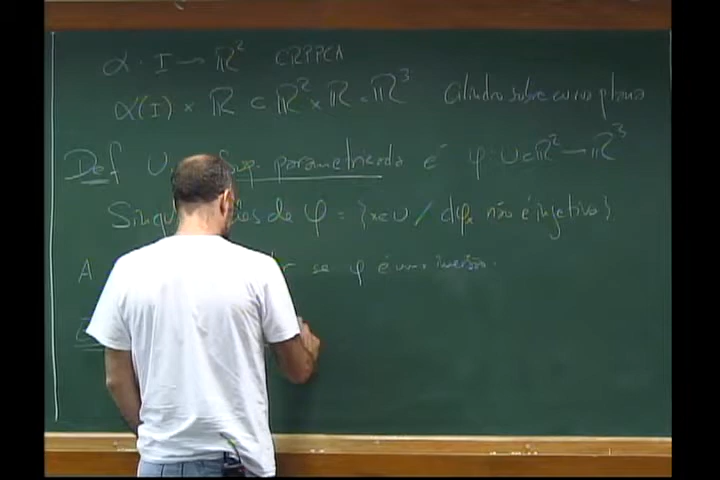 α : I → ℝ² CRPPCA
α(I) × ℝ ⊂ ℝ² × ℝ = ℝ³ Cilindro sobre curva plana
Def U Sup. parametrizada é φ : U ⊂ ℝ² → ℝ³
Sing de φ = {x∈U / dφₓ não é injetiva}
A se φ é uma imersão.